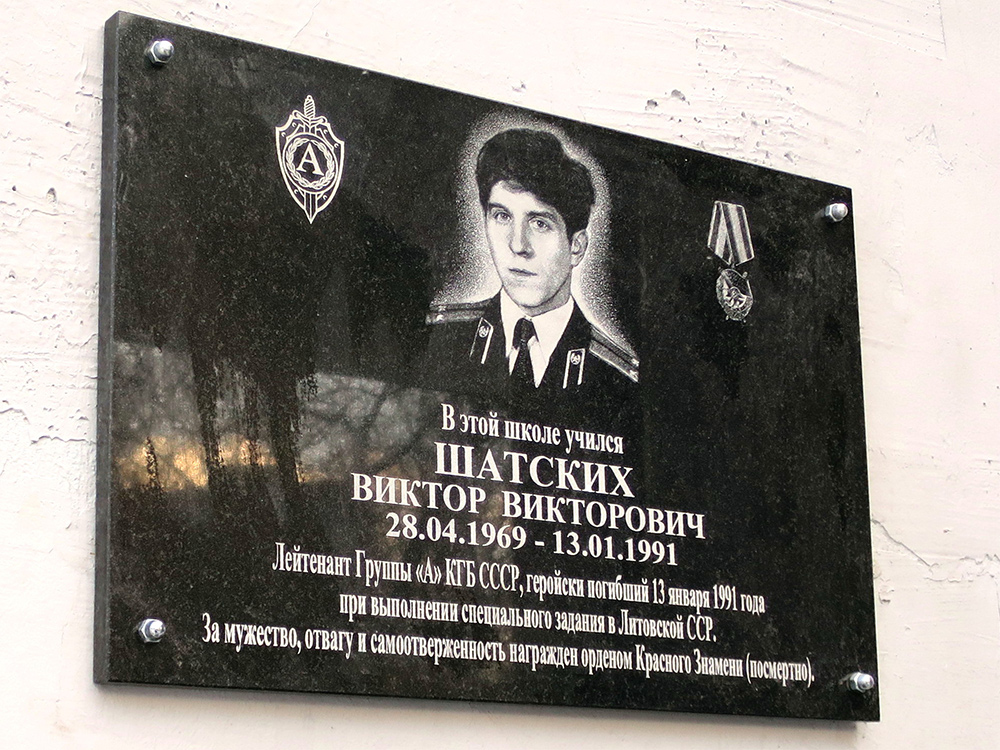 А
В этой школе учился
ШАТСКИХ
ВИКТОР ВИКТОРОВИЧ
28.04.1969 - 13.01.1991
Лейтенант Группы «А» КГБ СССР, геройски погибший 13 января 1991 года
при выполнении специального задания в Литовской ССР.
За мужество, отвагу и самоотверженность награжден орденом Красного Знамени (посмертно).